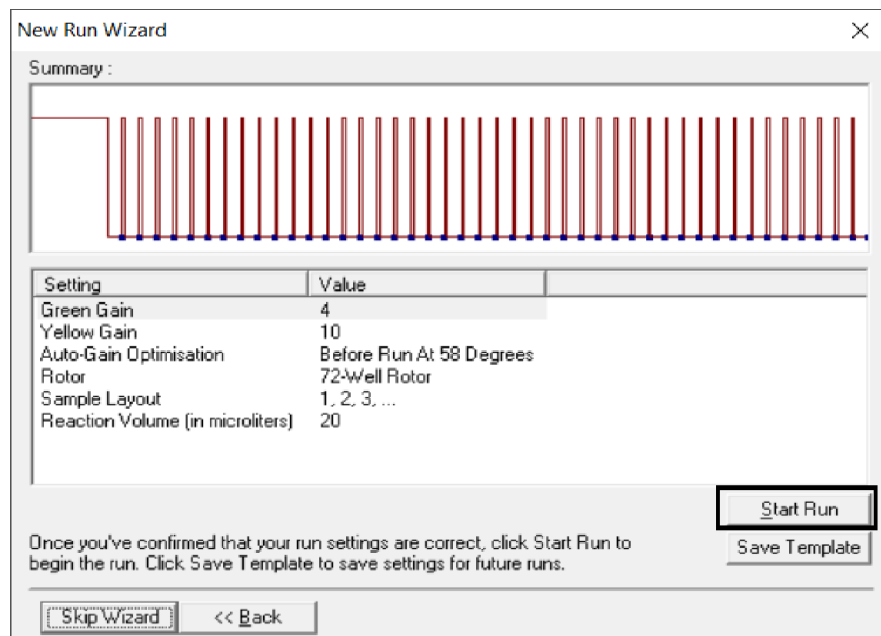 New Run Wizard
Summary :
Setting Value
Green Gain 4
Yellow Gain 10
Auto-Gain Optimisation Before Run At 58 Degrees
Rotor 72-Well Rotor
Sample Layout 1, 2, 3, ...
Reaction Volume (in microliters) 20
Start Run
Once you've confirmed that your run settings are correct, click Start Run to
begin the run. Click Save Template to save settings for future runs.
Save Template
Skip Wizard << Back